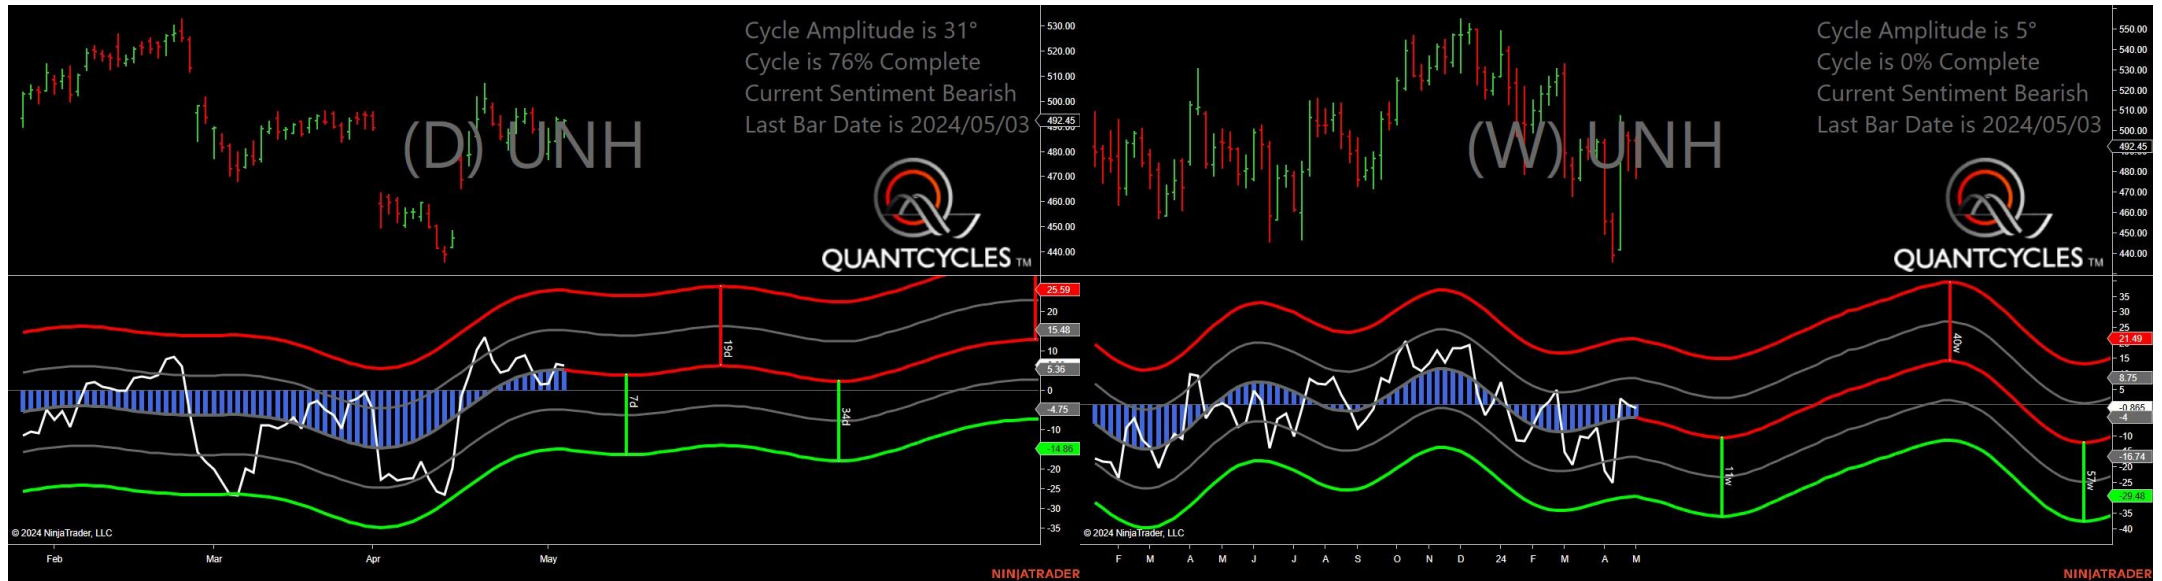 Cycle Amplitude is 31°
Cycle is 76% Complete
Current Sentiment Bearish
Last Bar Date is 2024/05/03
(D) UNH
QUANTCYCLES TM
530.00
520.00
510.00
500.00
492.45
480.00
470.00
460.00
450.00
440.00
25.59
20
15.48
10
5.36
0
-4.75
-10
-14.86
-20
-25
-30
-35
7d
19d
34d
© 2024 NinjaTrader, LLC
Feb Mar Apr May
NINJATRADER
Cycle Amplitude is 5°
Cycle is 0% Complete
Current Sentiment Bearish
Last Bar Date is 2024/05/03
(W) UNH
QUANTCYCLES TM
550.00
540.00
530.00
520.00
510.00
500.00
492.45
480.00
470.00
460.00
450.00
440.00
35
30
25
21.49
15
8.75
5
-0.865
-4
-10
-16.74
-20
-25
-29.48
-35
-40
11w
40w
57w
© 2024 NinjaTrader, LLC
F M A M J J A S O N D 24 F M A M
NINJATRADER